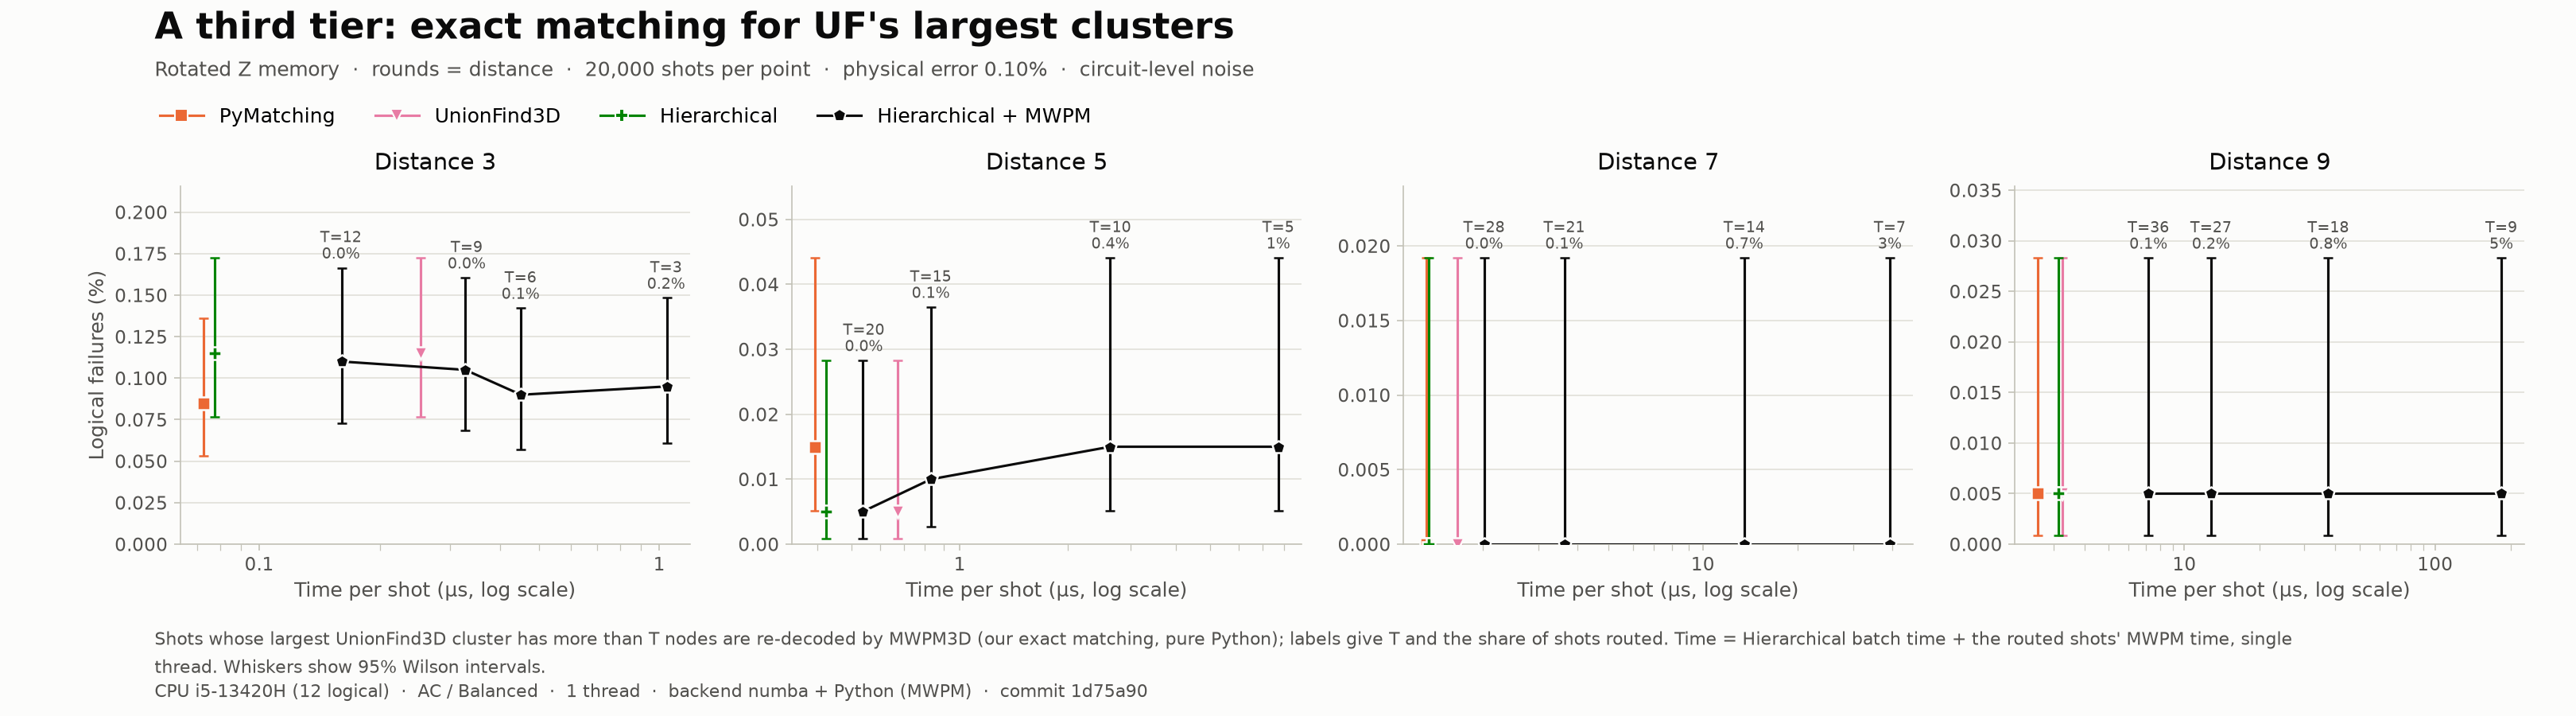 A third tier: exact matching for UF's largest clusters
Rotated Z memory · rounds = distance · 20,000 shots per point · physical error 0.10% · circuit-level noise
PyMatching UnionFind3D Hierarchical Hierarchical + MWPM
Distance 3
Logical failures (%)
0.200
0.175
0.150
0.125
0.100
0.075
0.050
0.025
0.000
T=12
0.0%
T=9
0.0%
T=6
0.1%
T=3
0.2%
0.1 1
Time per shot (µs, log scale)
Distance 5
0.05
0.04
0.03
0.02
0.01
0.00
T=20
0.0%
T=15
0.1%
T=10
0.4%
T=5
1%
1
Time per shot (µs, log scale)
Distance 7
0.020
0.015
0.010
0.005
0.000
T=28
0.0%
T=21
0.1%
T=14
0.7%
T=7
3%
10
Time per shot (µs, log scale)
Distance 9
0.035
0.030
0.025
0.020
0.015
0.010
0.005
0.000
T=36
0.1%
T=27
0.2%
T=18
0.8%
T=9
5%
10 100
Time per shot (µs, log scale)
Shots whose largest UnionFind3D cluster has more than T nodes are re-decoded by MWPM3D (our exact matching, pure Python); labels give T and the share of shots routed. Time = Hierarchical batch time + the routed shots' MWPM time, single
thread. Whiskers show 95% Wilson intervals.
CPU i5-13420H (12 logical) · AC / Balanced · 1 thread · backend numba + Python (MWPM) · commit 1d75a90